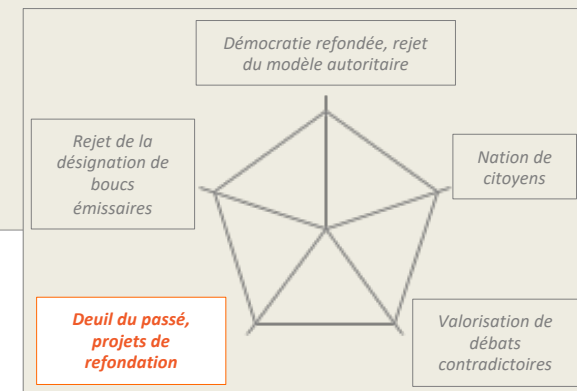 Démocratie refondée, rejet
du modèle autoritaire
Rejet de la
désignation de
boucs
émissaires
Nation de
citoyens
Deuil du passé,
projets de
refondation
Valorisation de
débats
contradictoires